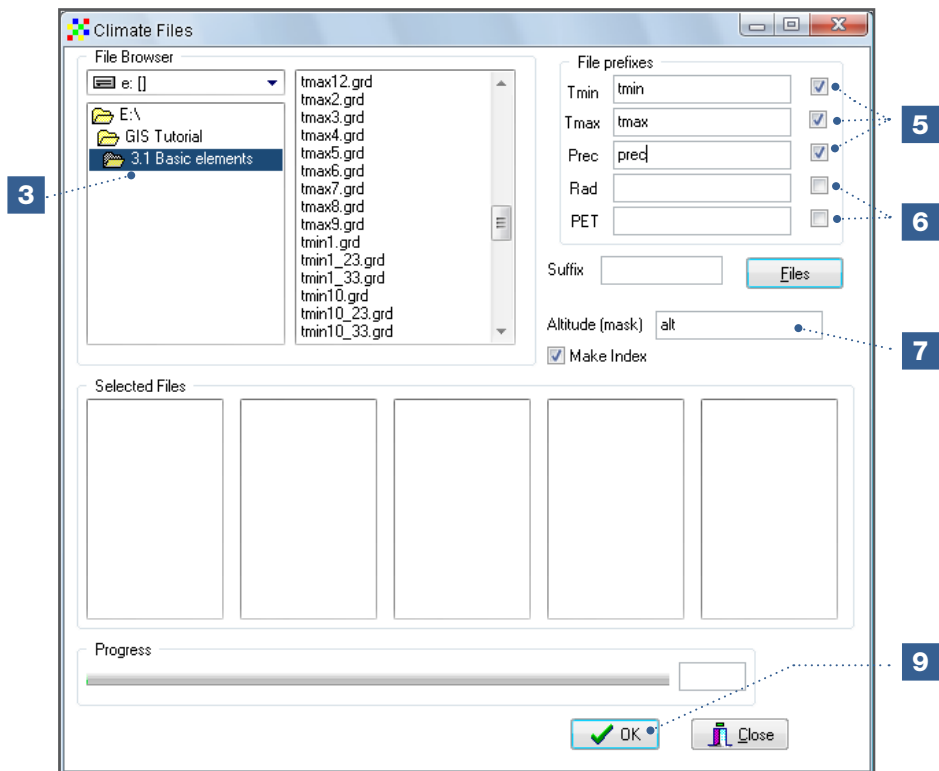 Climate Files
File Browser
e: []
E:\
GIS Tutorial
3.1 Basic elements
tmax12.grd
tmax2.grd
tmax3.grd
tmax4.grd
tmax5.grd
tmax6.grd
tmax7.grd
tmax8.grd
tmax9.grd
tmin1.grd
tmin1_23.grd
tmin1_33.grd
tmin10.grd
tmin10_23.grd
tmin10_33.grd
File prefixes
Tmin tmin
Tmax tmax
Prec prec
Rad
PET
Suffix
Files
Altitude (mask) alt
Make Index
Selected Files
Progress
OK
Close
3
5
6
7
9